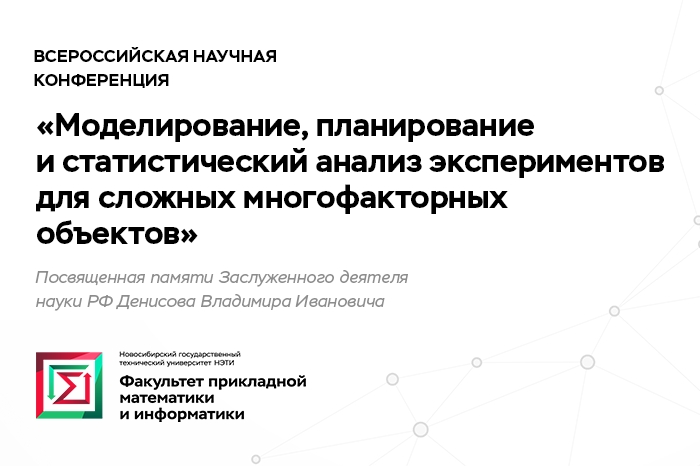 ВСЕРОССИЙСКАЯ НАУЧНАЯ
КОНФЕРЕНЦИЯ
«Моделирование, планирование
и статистический анализ экспериментов
для сложных многофакторных
объектов»
Посвященная памяти Заслуженного деятеля
науки РФ Денисова Владимира Ивановича
Новосибирский государственный
технический университет НЭТИ
Факультет прикладной
математики
и информатики